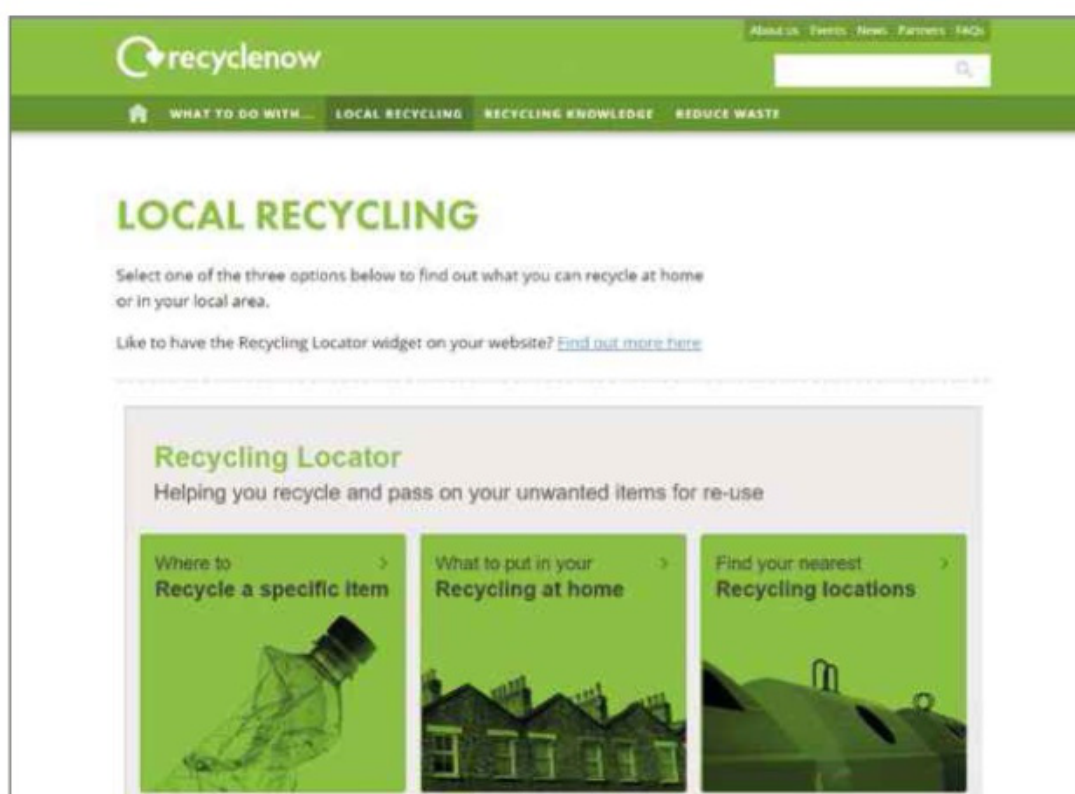 About us Events News Partners FAQs
recyclenow
WHAT TO DO WITH... LOCAL RECYCLING RECYCLING KNOWLEDGE REDUCE WASTE
LOCAL RECYCLING
Select one of the three options below to find out what you can recycle at home
or in your local area.
Like to have the Recycling Locator widget on your website? Find out more here
Recycling Locator
Helping you recycle and pass on your unwanted items for re-use
Where to >
Recycle a specific item
What to put in your >
Recycling at home
Find your nearest >
Recycling locations